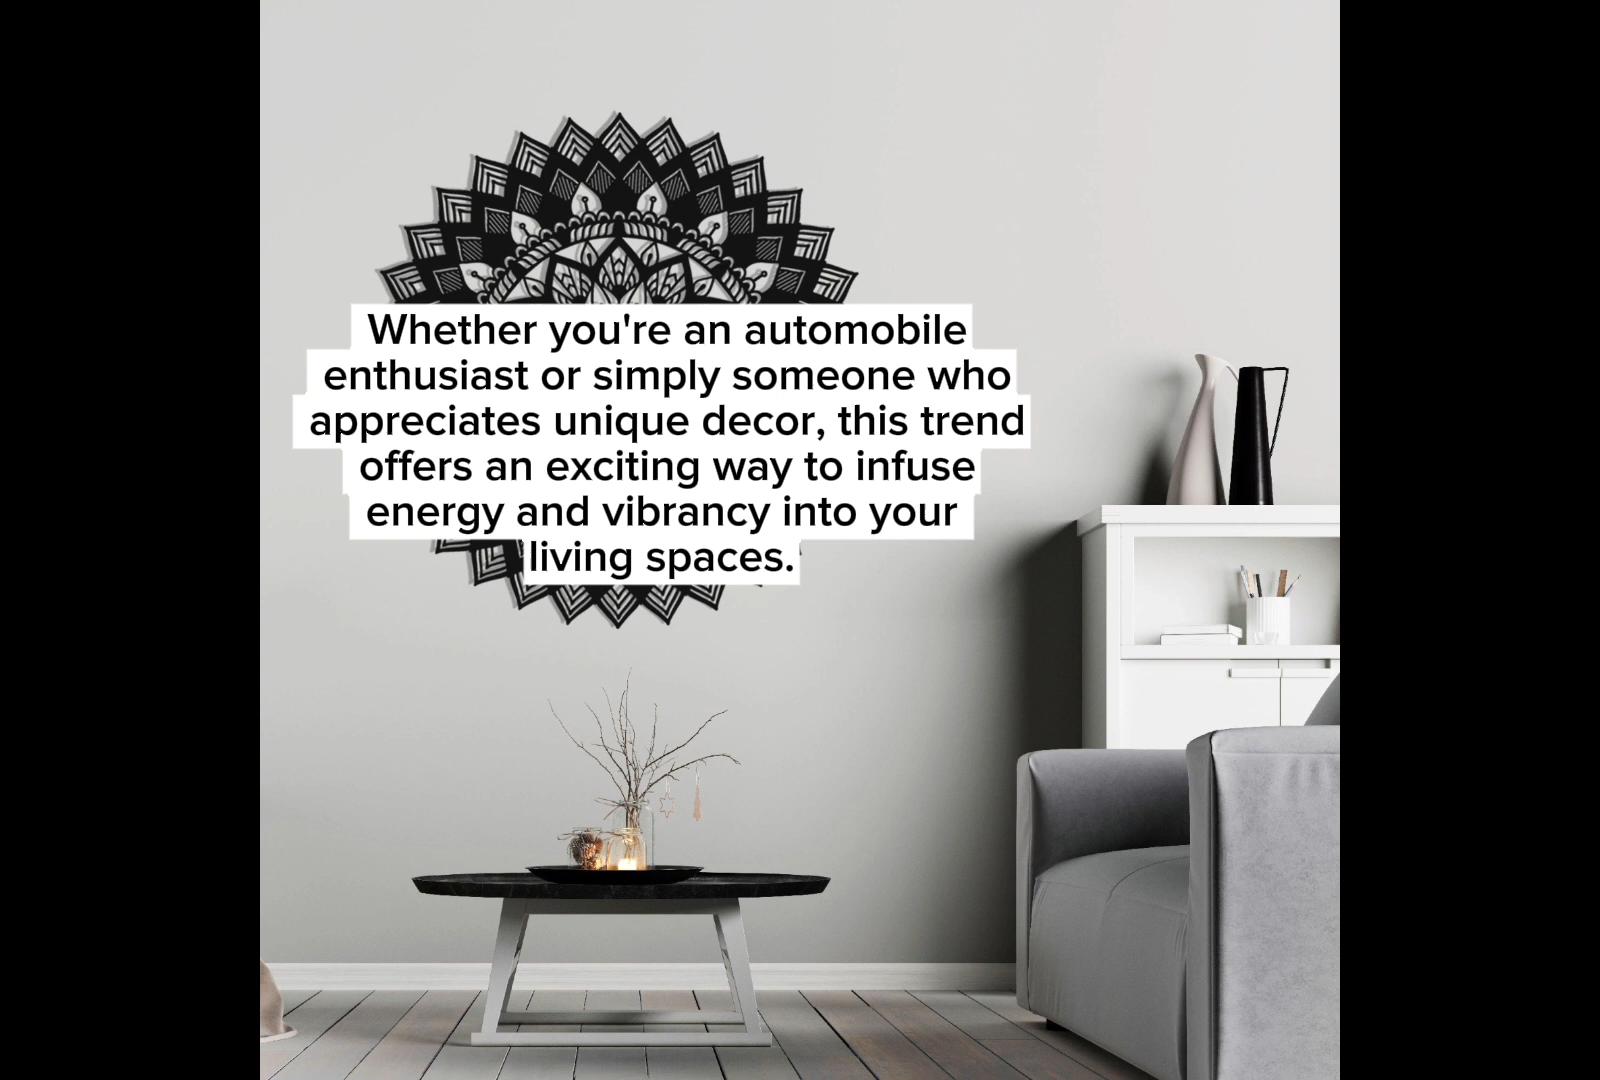 Whether you're an automobile
enthusiast or simply someone who
appreciates unique decor, this trend
offers an exciting way to infuse
energy and vibrancy into your
living spaces.